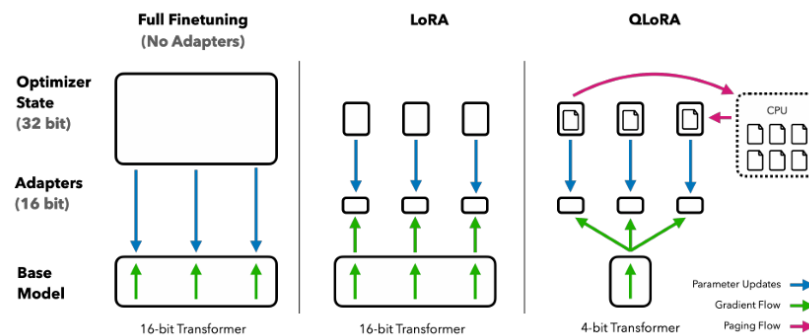 Full Finetuning
(No Adapters)
LoRA
QLoRA
Optimizer
State
(32 bit)
CPU
Adapters
(16 bit)
Base
Model
16-bit Transformer
16-bit Transformer
4-bit Transformer
Parameter Updates
Gradient Flow
Paging Flow